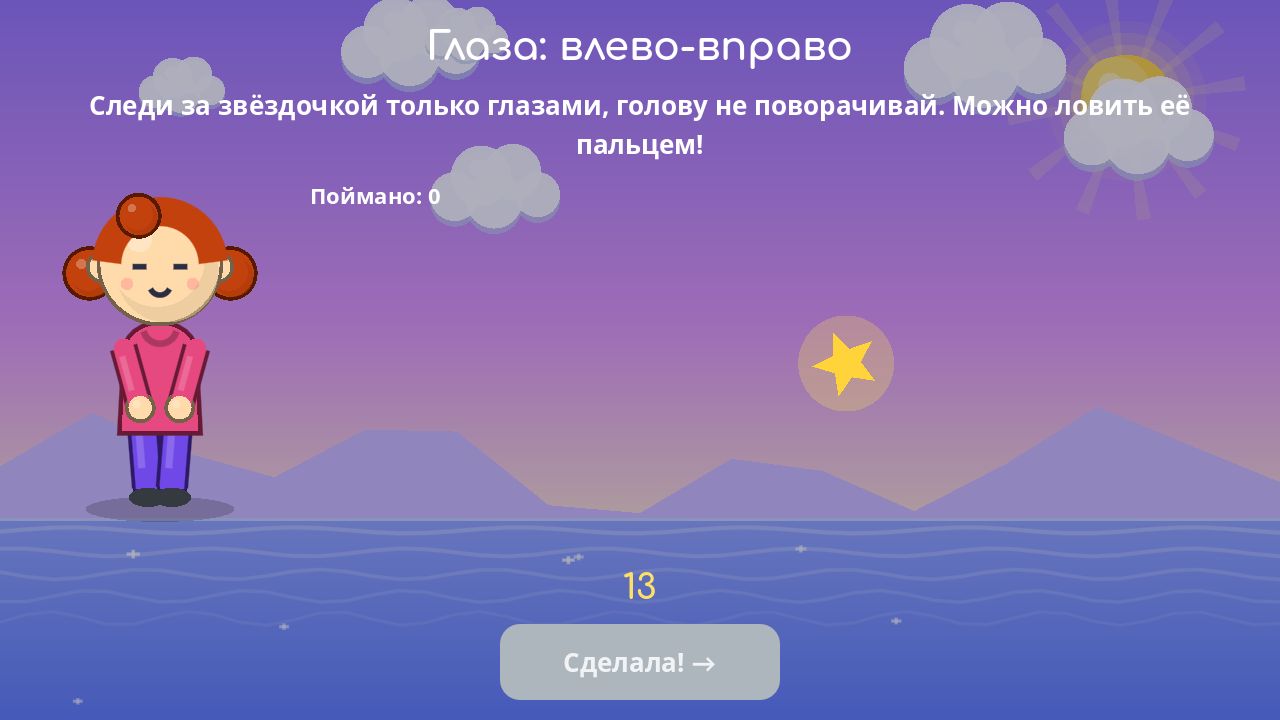 Глаза: влево-вправо
Следи за звёздочкой только глазами, голову не поворачивай. Можно ловить её
пальцем!
Поймано: 0
13
Сделала! →